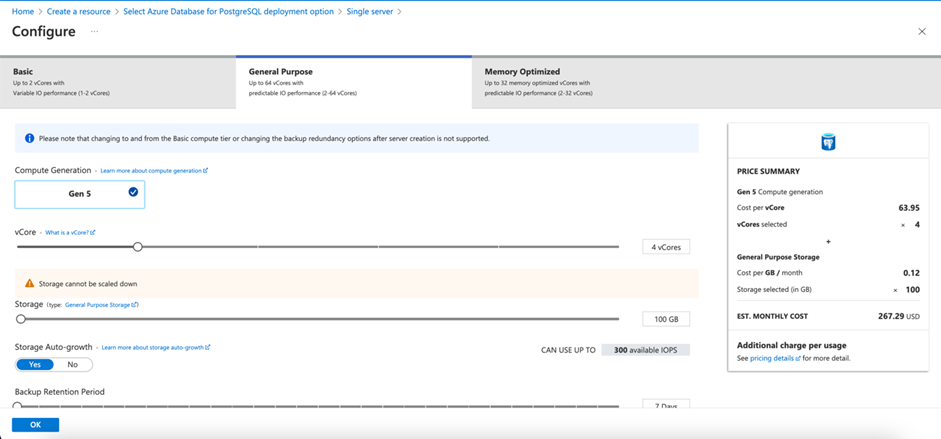 Home > Create a resource > Select Azure Database for PostgreSQL deployment option > Single server >
Configure ...
Basic
Up to 2 vCores with
Variable IO performance (1-2 vCores)
General Purpose
Up to 64 vCores with
predictable IO performance (2-64 vCores)
Memory Optimized
Up to 32 memory optimized vCores with
predictable IO performance (2-32 vCores)
Please note that changing to and from the Basic compute tier or changing the backup redundancy options after server creation is not supported.
Compute Generation - Learn more about compute generation
Gen 5
vCore - What is a vCore?
4 vCores
Storage cannot be scaled down
Storage (type: General Purpose Storage)
100 GB
Storage Auto-growth - Learn more about storage auto-growth
CAN USE UP TO 300 available IOPS
Yes No
Backup Retention Period
7 Days
OK
PRICE SUMMARY
Gen 5 Compute generation
Cost per vCore 63.95
vCores selected × 4
+
General Purpose Storage
Cost per GB / month 0.12
Storage selected (in GB) × 100
EST. MONTHLY COST 267.29 USD
Additional charge per usage
See pricing details for more detail.